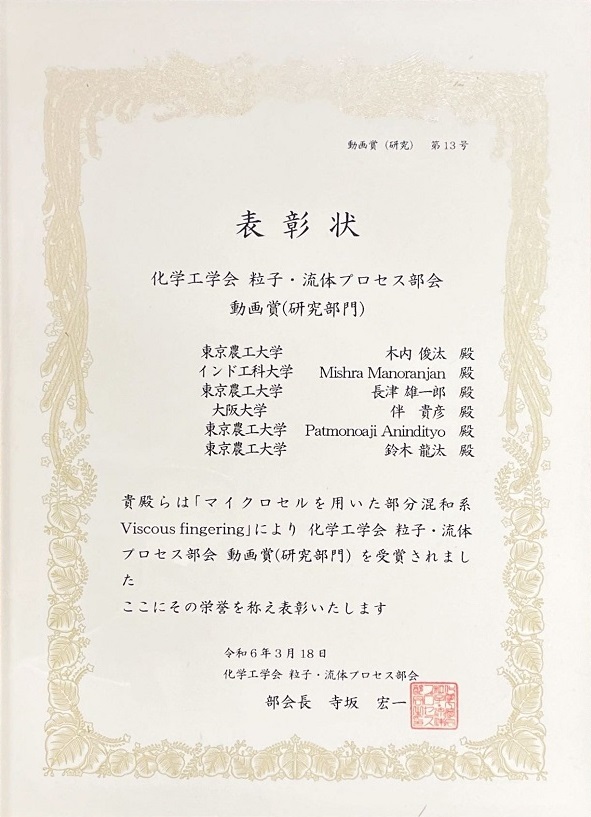 動画賞（研究） 第13号
表彰状
化学工学会 粒子・流体プロセス部会
動画賞(研究部門)
東京農工大学 木内 俊汰 殿
インド工科大学 Mishra Manoranjan 殿
東京農工大学 長津 雄一郎 殿
大阪大学 伴 貴彦 殿
東京農工大学 Patmonoaji Anindityo 殿
東京農工大学 鈴木 龍汰 殿
貴殿らは「マイクロセルを用いた部分混和系
Viscous fingering」により 化学工学会 粒子・流体
プロセス部会 動画賞(研究部門) を受賞されまし
た
ここにその栄誉を称え表彰いたします
令和6年3月18日
化学工学会 粒子・流体プロセス部会
部会長 寺坂 宏一